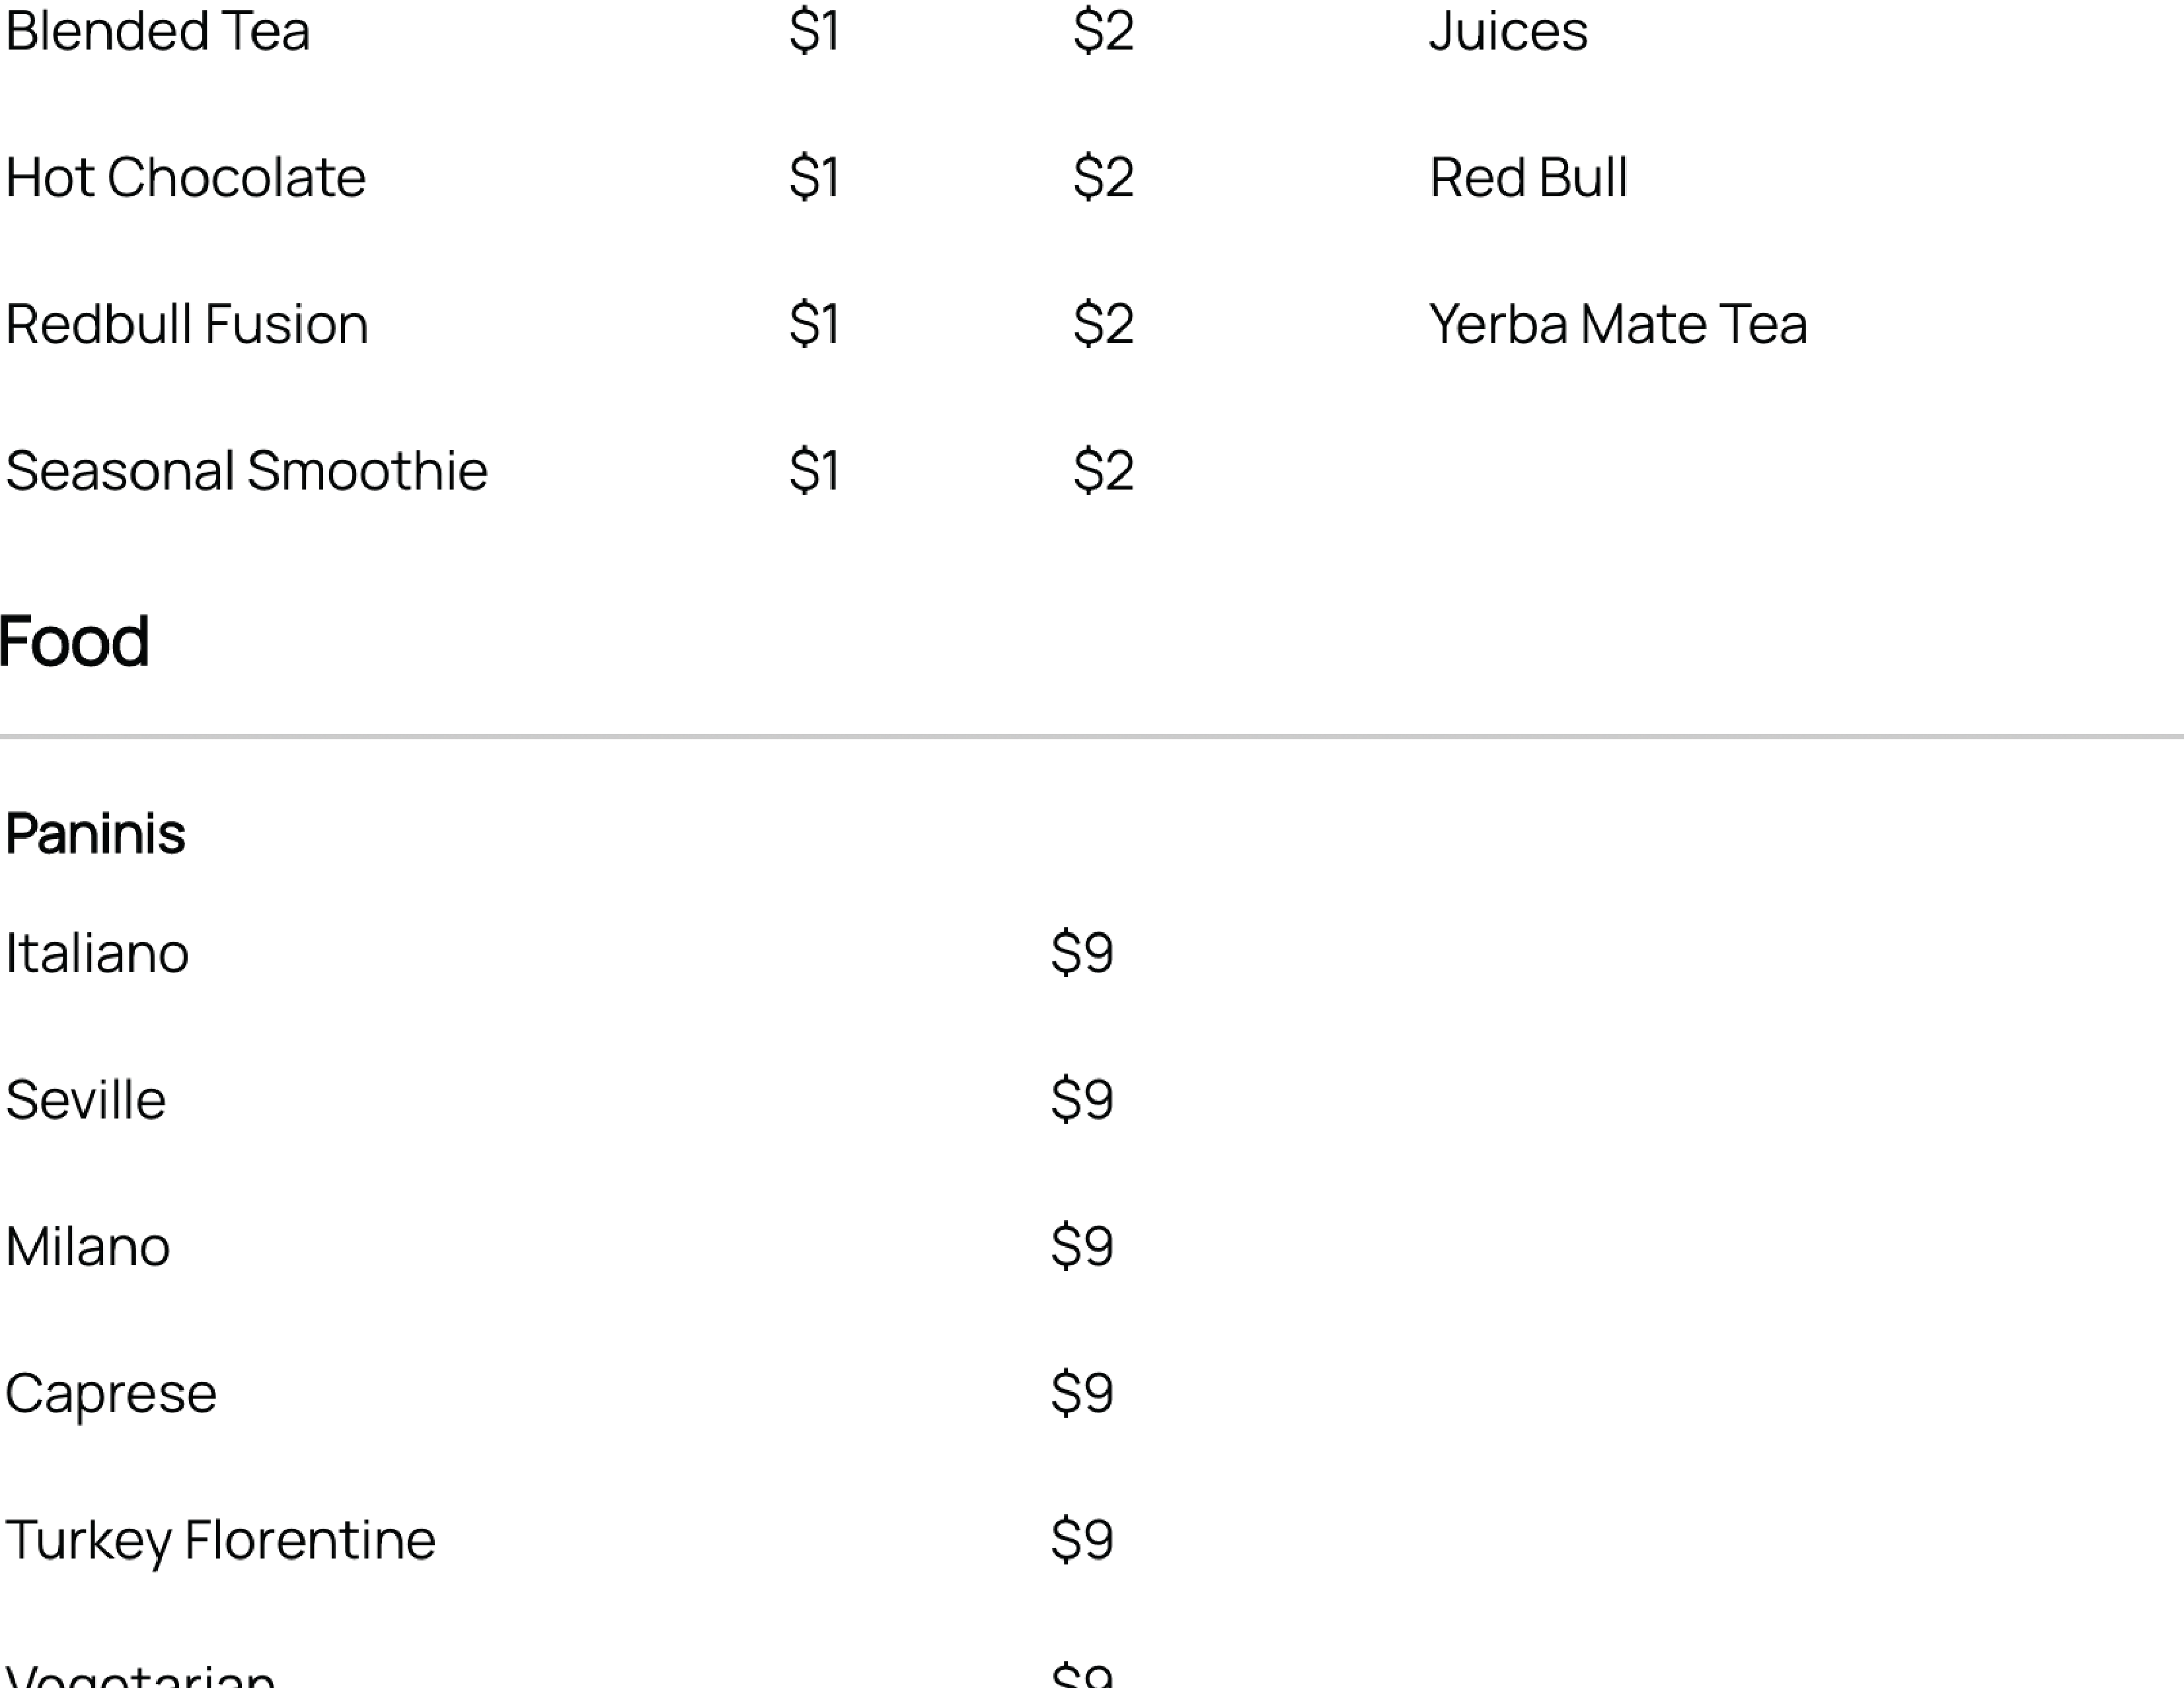 Blended Tea $1 $2 Juices
Hot Chocolate $1 $2 Red Bull
Redbull Fusion $1 $2 Yerba Mate Tea
Seasonal Smoothie $1 $2
Food
Paninis
Italiano $9
Seville $9
Milano $9
Caprese $9
Turkey Florentine $9
Vegetarian $9